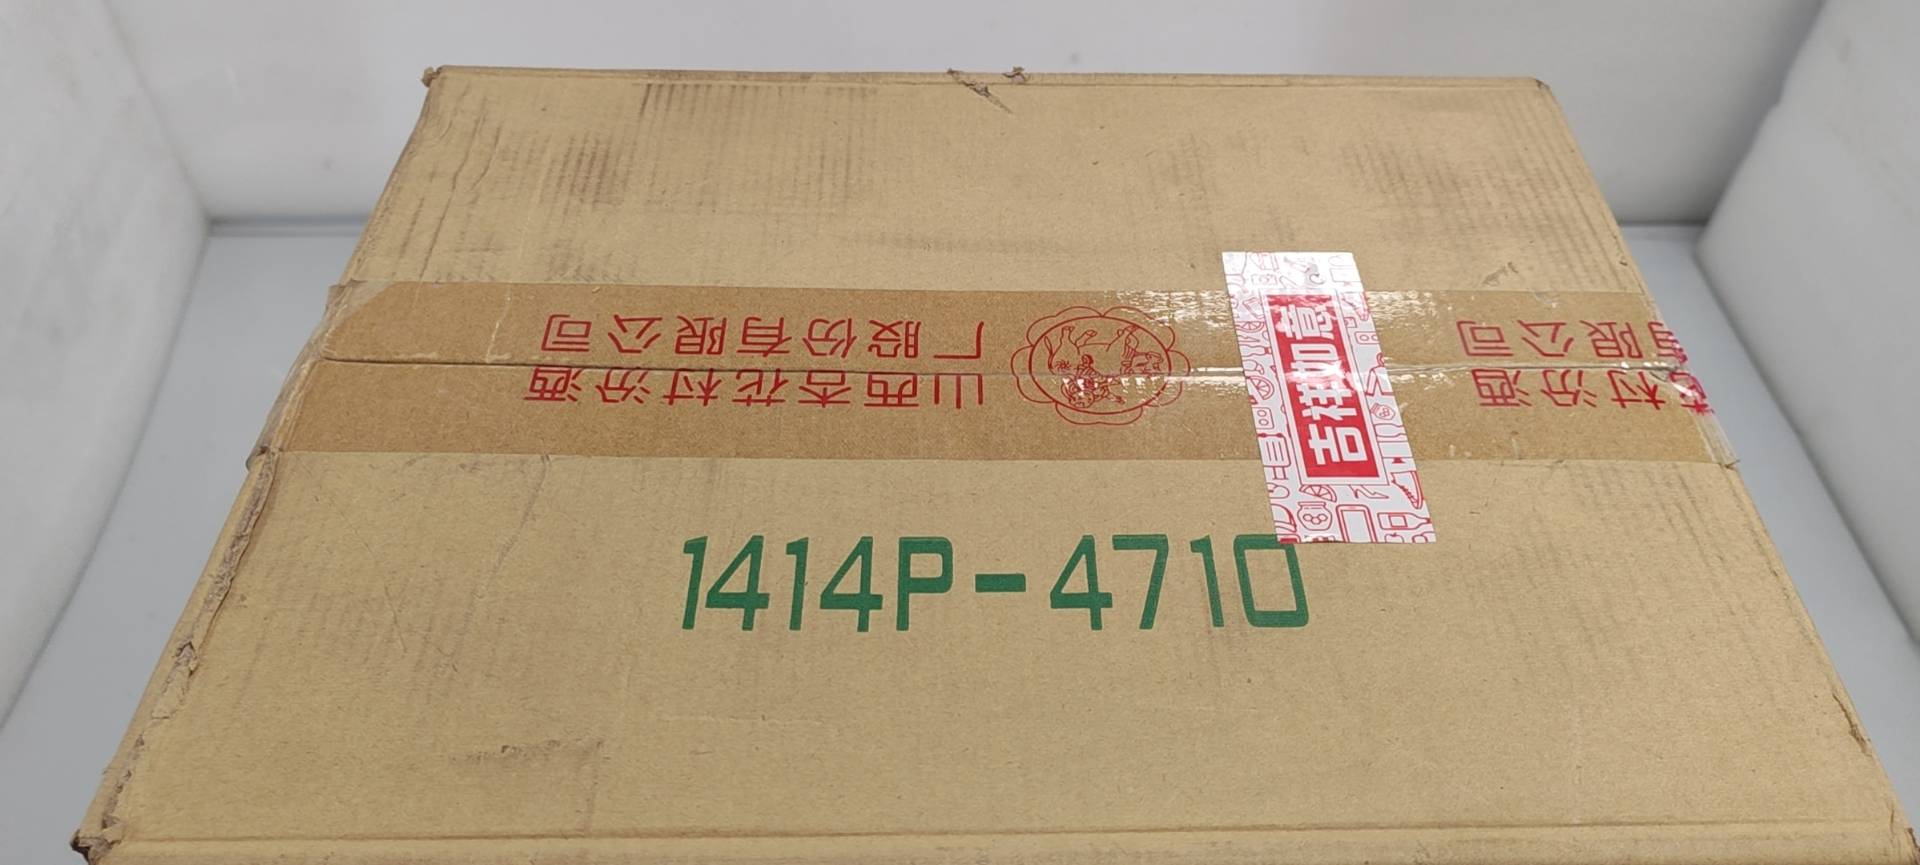 山西杏花村汾酒
厂股份有限公司
村汾酒
有限公司
吉祥如意
1414P-4710